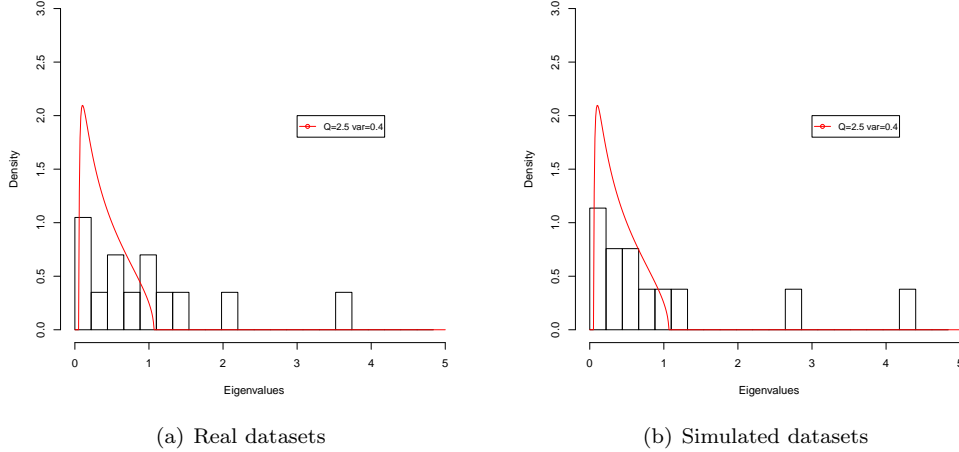 3.0
2.5
2.0
1.5
1.0
0.5
0.0
Density
Q=2.5 var=0.4
0 1 2 3 4 5
Eigenvalues
(a) Real datasets
3.0
2.5
2.0
1.5
1.0
0.5
0.0
Density
Q=2.5 var=0.4
0 1 2 3 4 5
Eigenvalues
(b) Simulated datasets